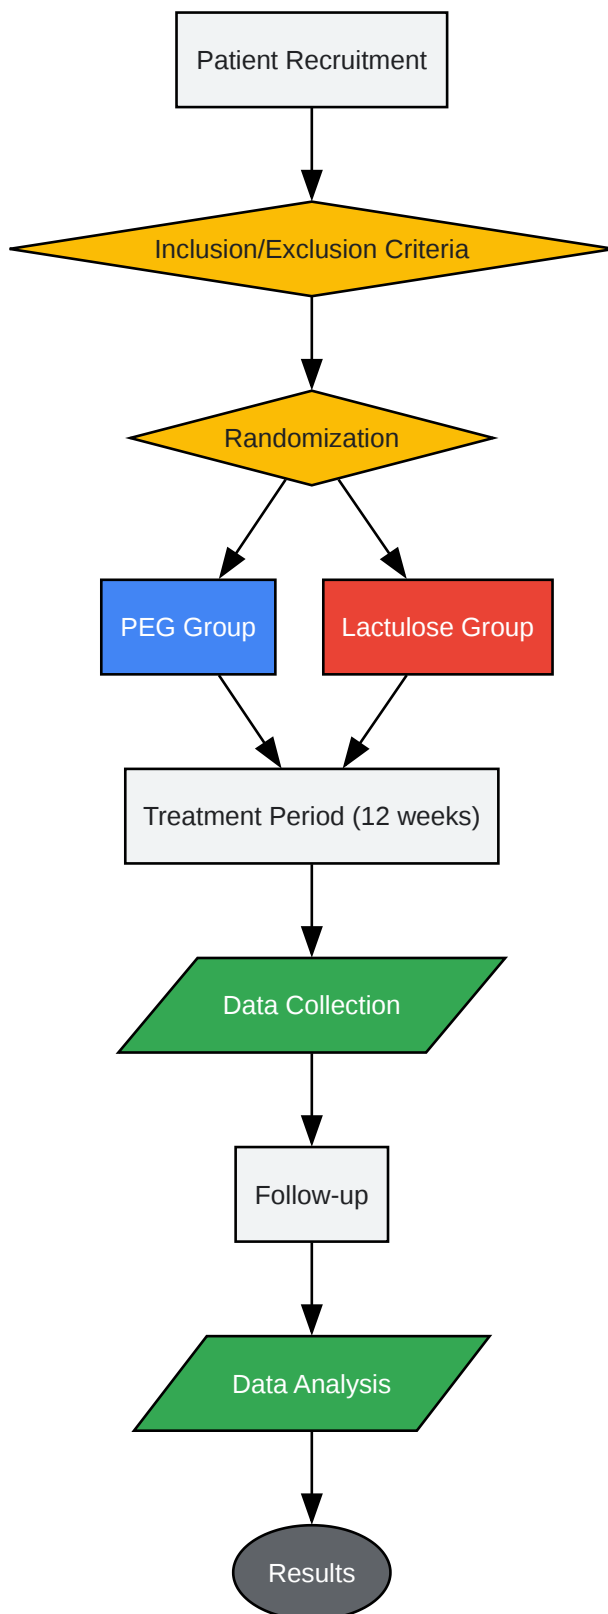 Patient Recruitment
Inclusion/Exclusion Criteria
Randomization
PEG Group
Lactulose Group
Treatment Period (12 weeks)
Data Collection
Follow-up
Data Analysis
Results